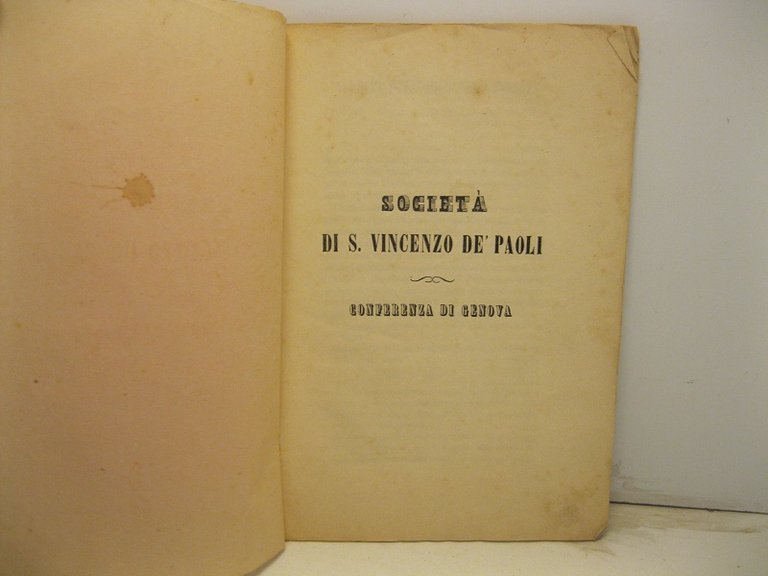 SOCIETÀ
DI S. VINCENZO DE' PAOLI
CONFERENZA DI GENOVA